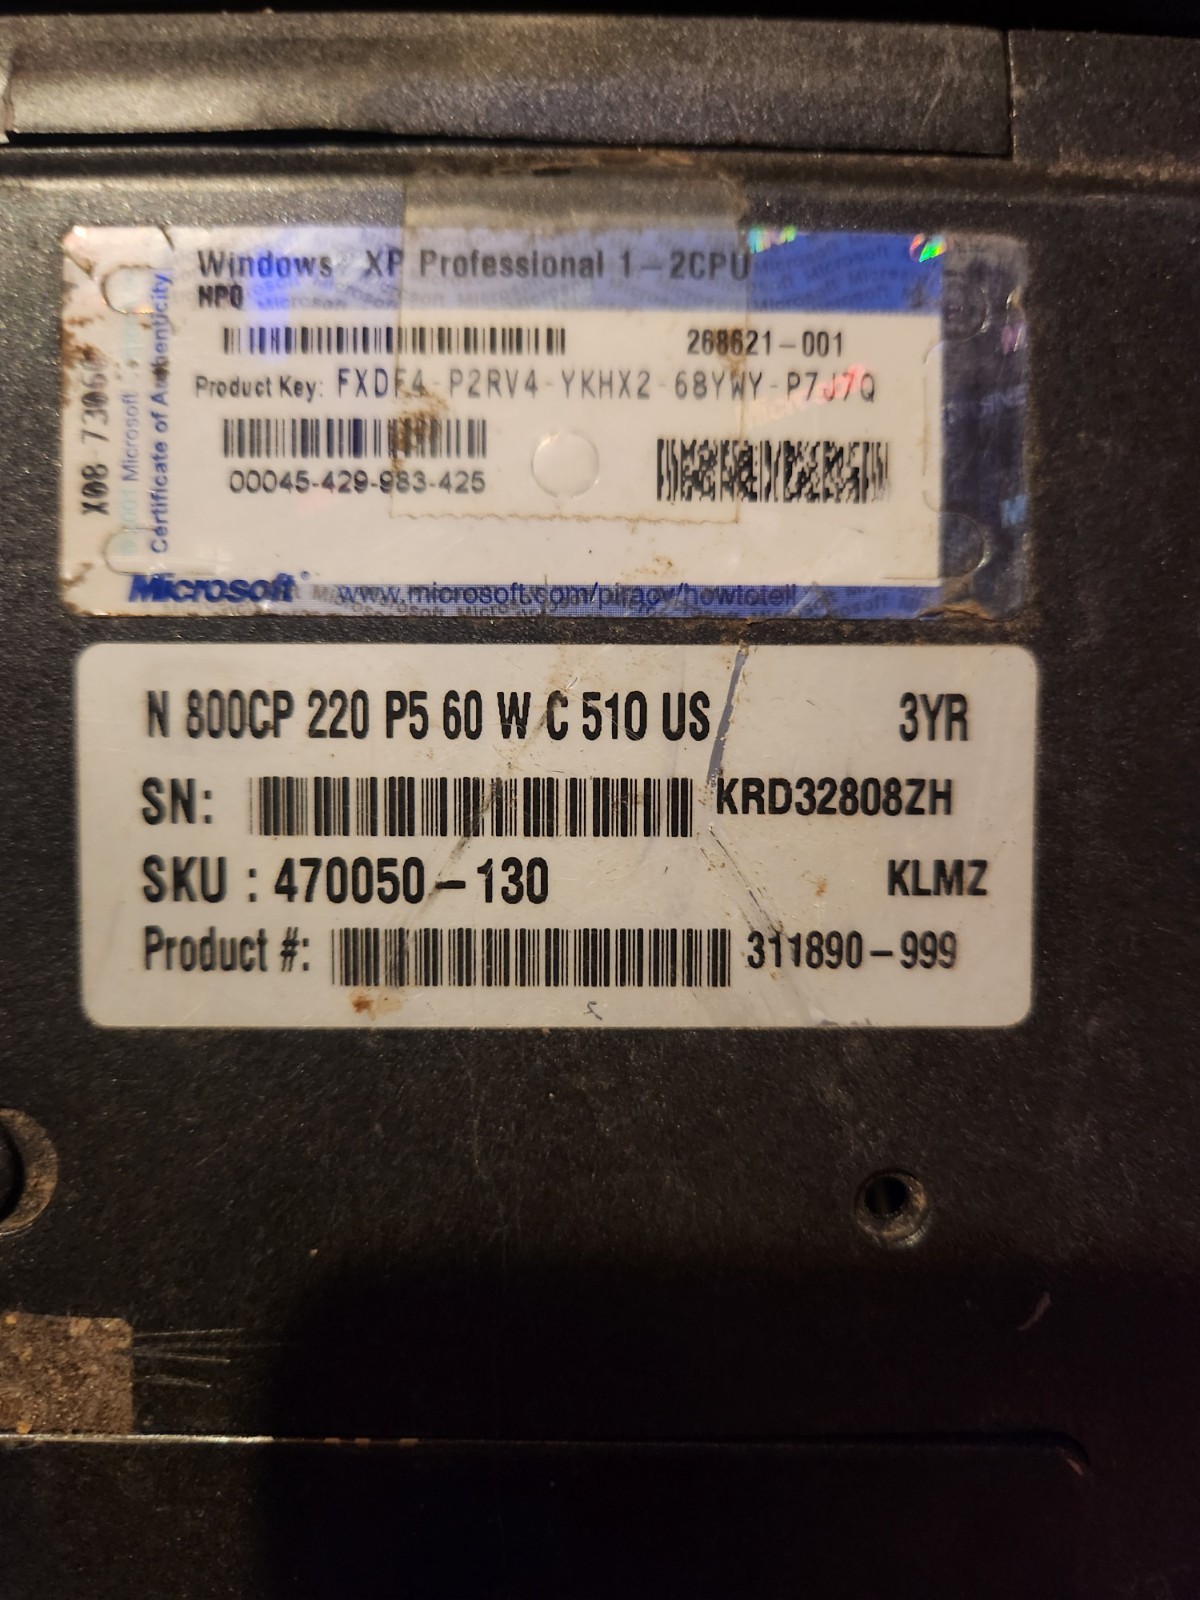 Windows® XP Professional 1-2CPU
HPQ
268621-001
Product Key: FXDF4-P2RV4-YKHX2-68YWY-P7J7Q
00045-429-983-425
Microsoft® www.microsoft.com/piracy/howtotell
Certificate of Authenticity
Microsoft
N 800CP 220 P5 60 W C 510 US 3YR
SN: KRD32808ZH
SKU : 470050-130 KLMZ
Product #: 311890-999